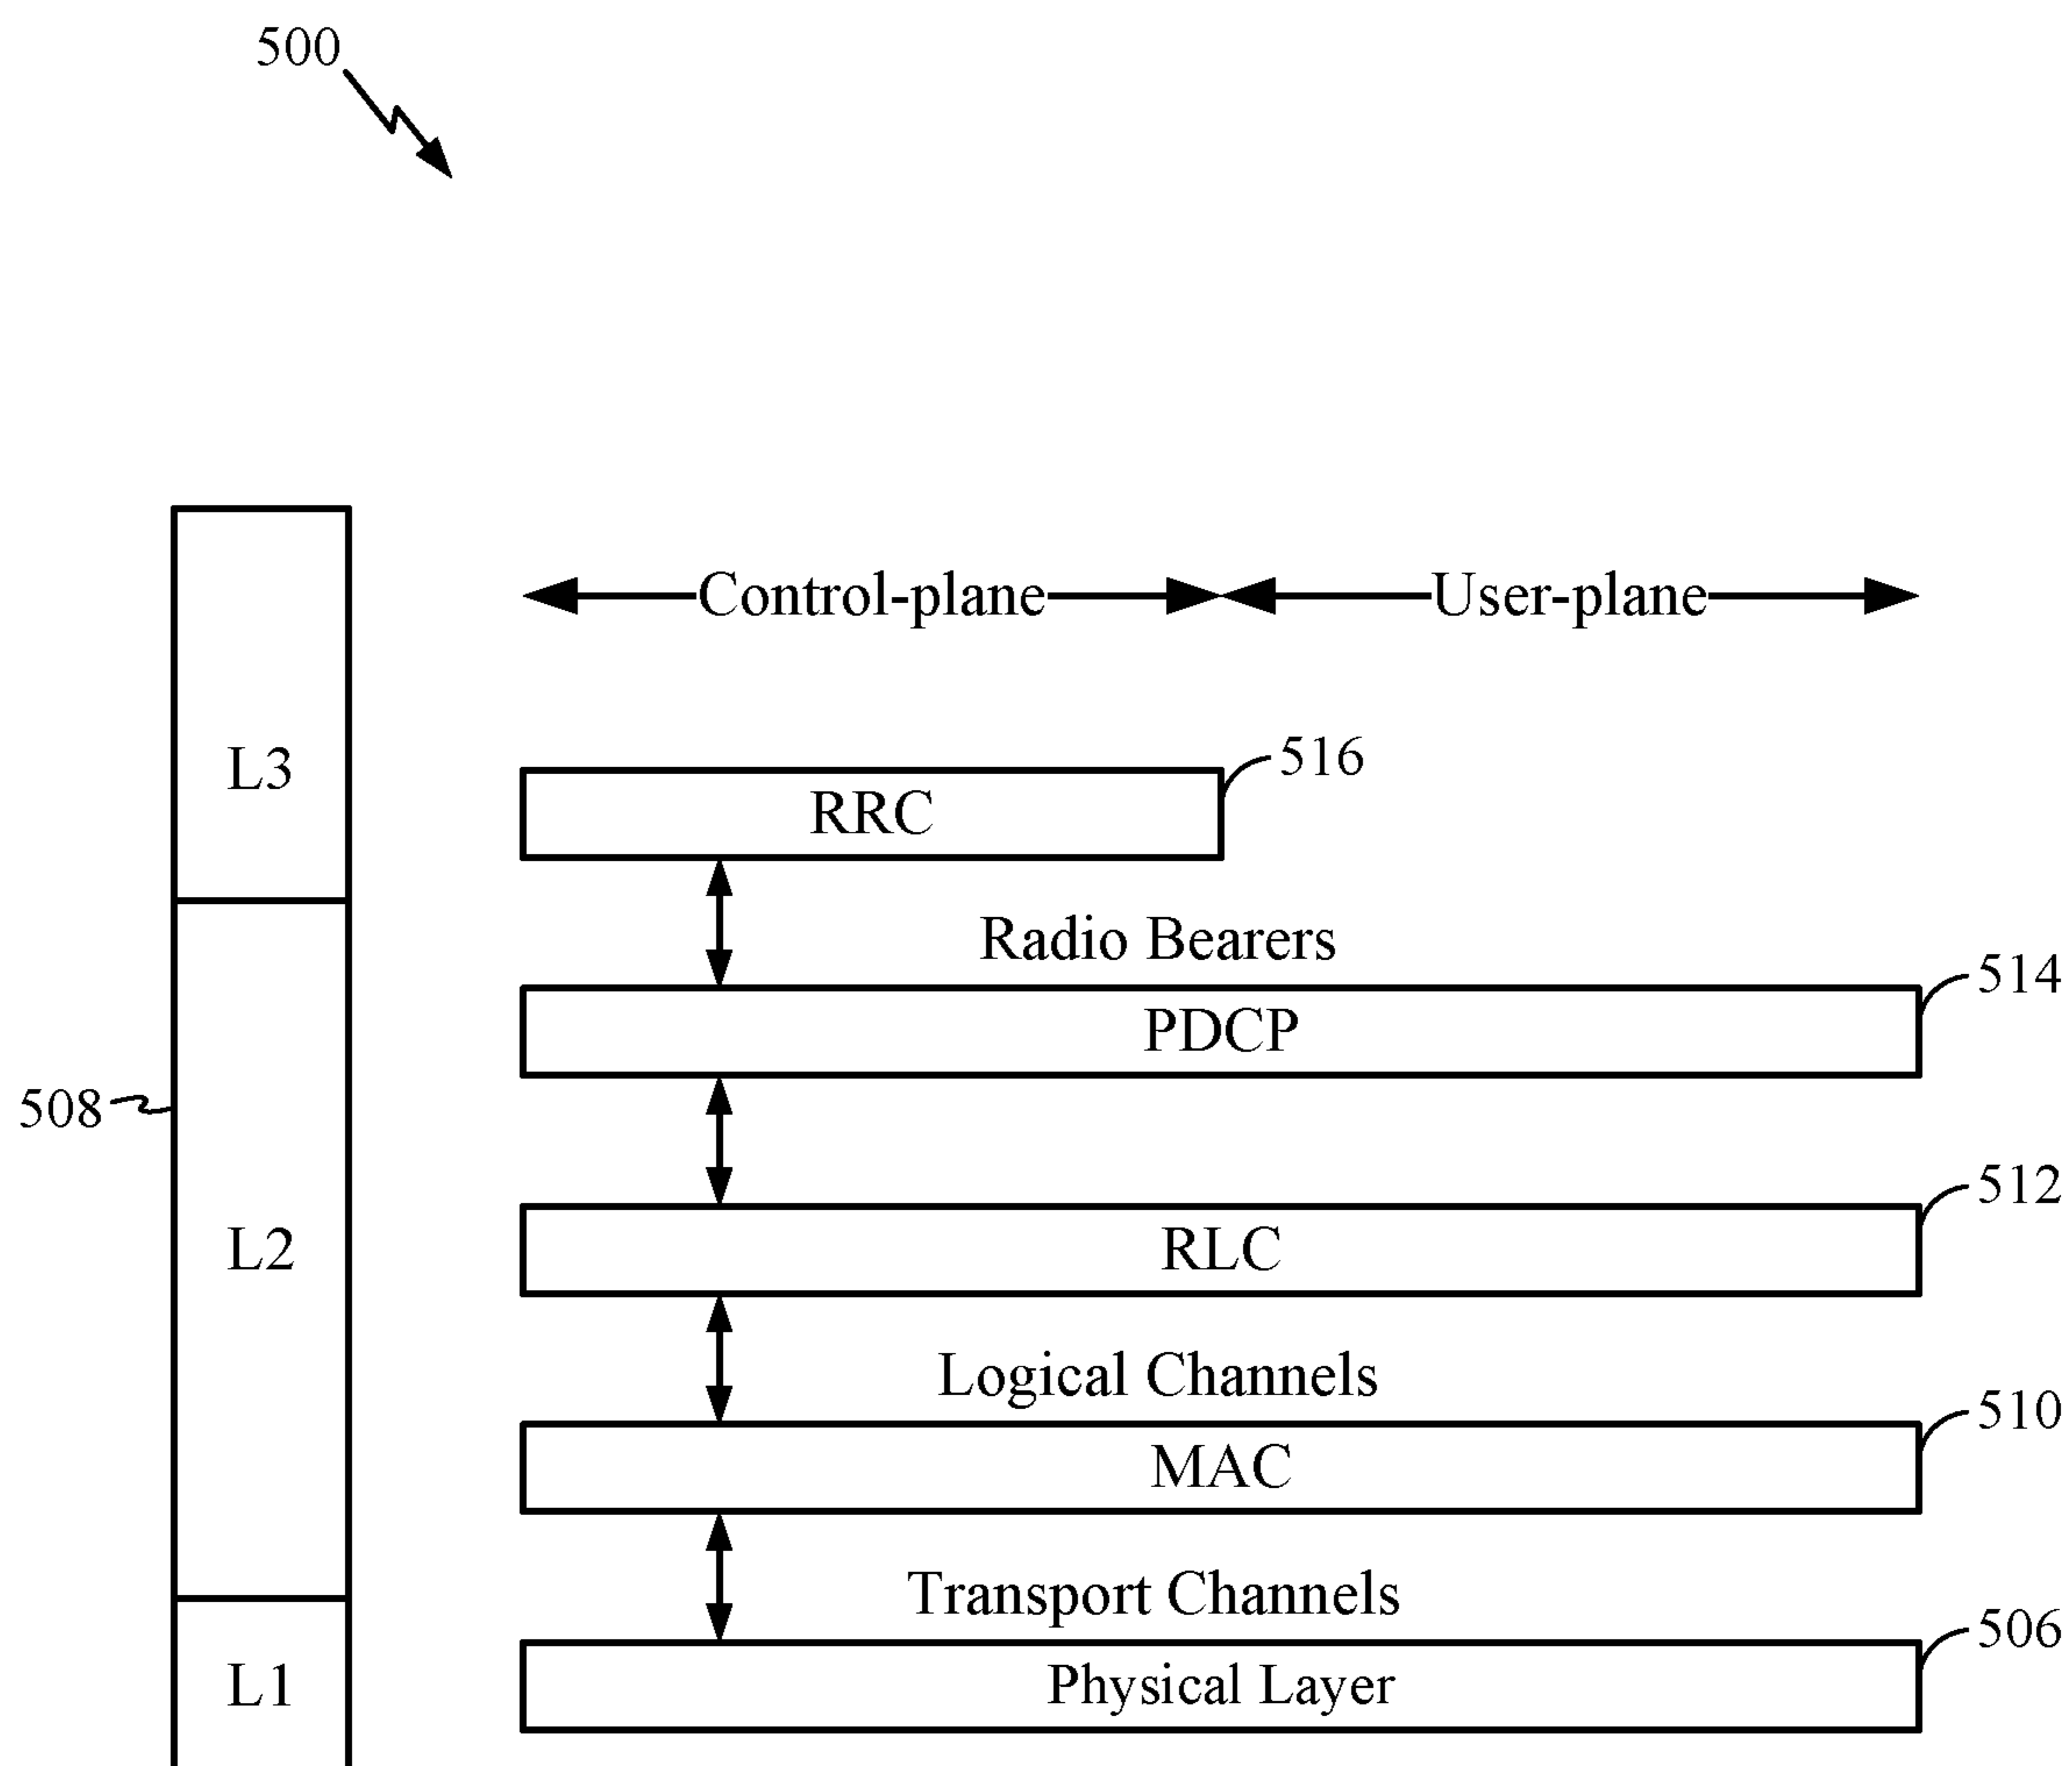 500
Control-plane User-plane
L3
516
RRC
Radio Bearers
514
PDCP
508
512
L2
RLC
Logical Channels
510
MAC
Transport Channels
506
L1
Physical Layer